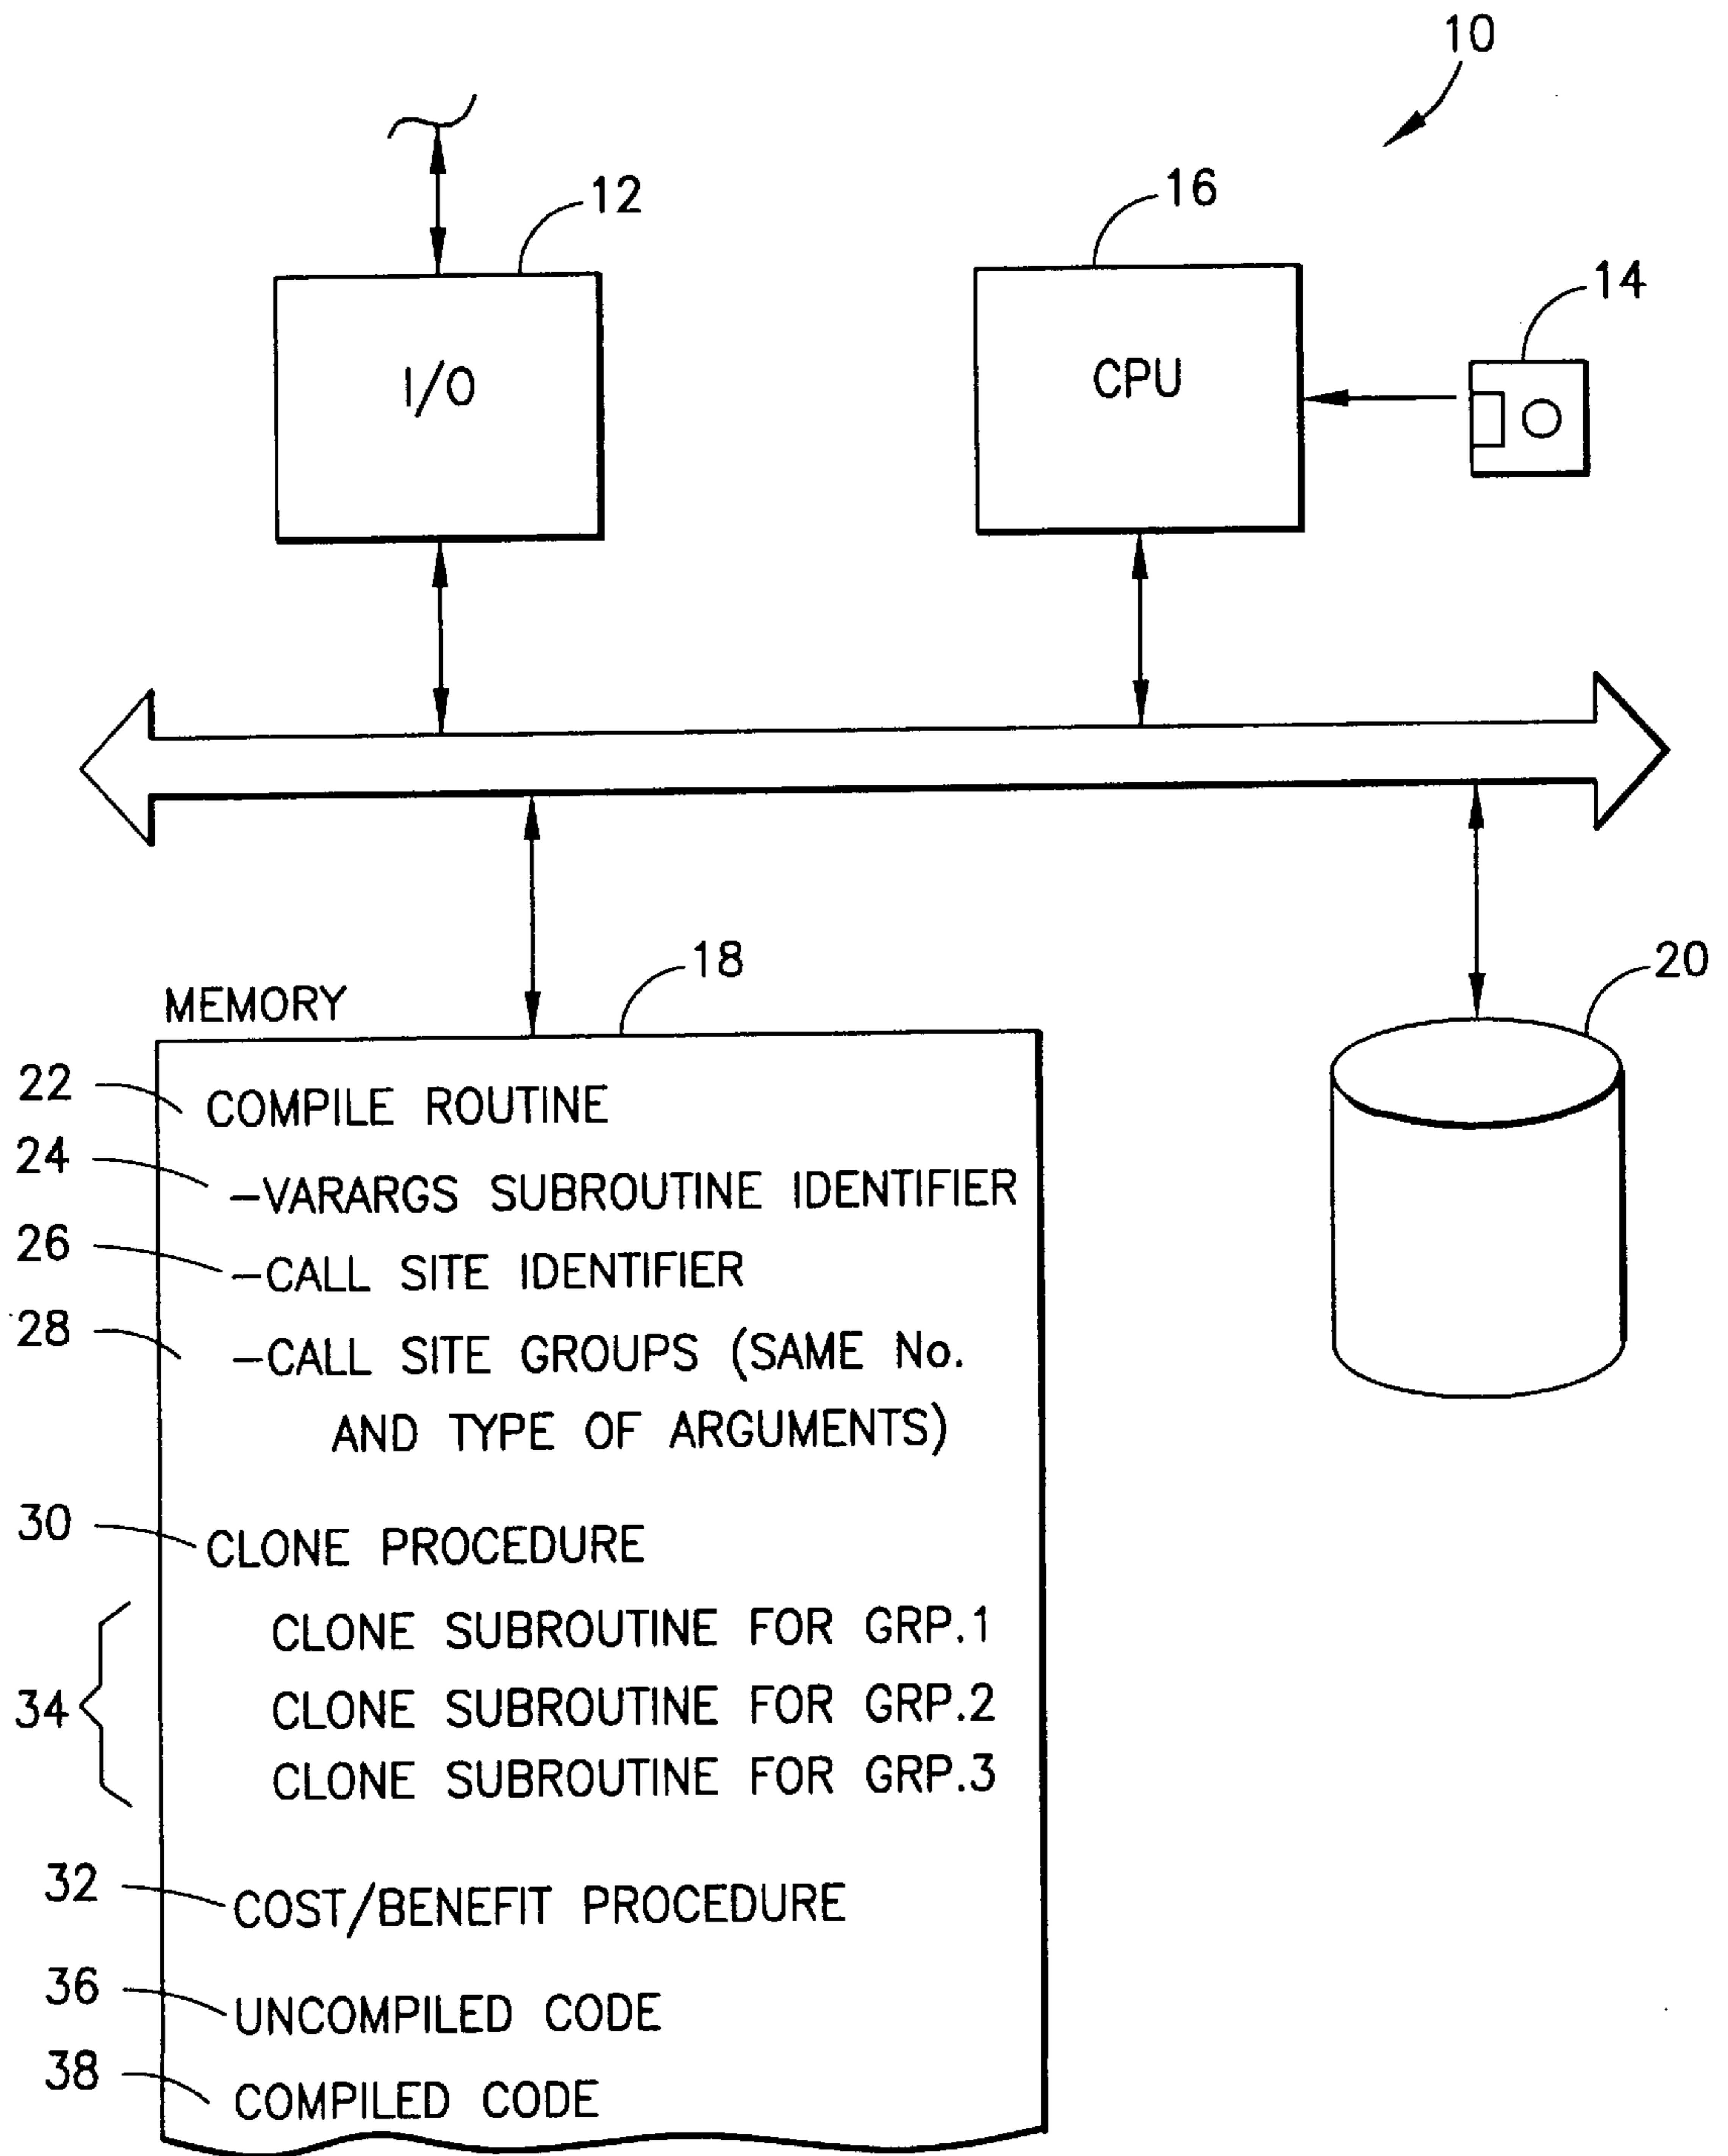 10
12
16
14
I/O
CPU
18
20
MEMORY
22
COMPILE ROUTINE
24
-VARARGS SUBROUTINE IDENTIFIER
26
-CALL SITE IDENTIFIER
28
-CALL SITE GROUPS (SAME No.
AND TYPE OF ARGUMENTS)
30
CLONE PROCEDURE
34
CLONE SUBROUTINE FOR GRP.1
CLONE SUBROUTINE FOR GRP.2
CLONE SUBROUTINE FOR GRP.3
32
COST/BENEFIT PROCEDURE
36
UNCOMPILED CODE
38
COMPILED CODE